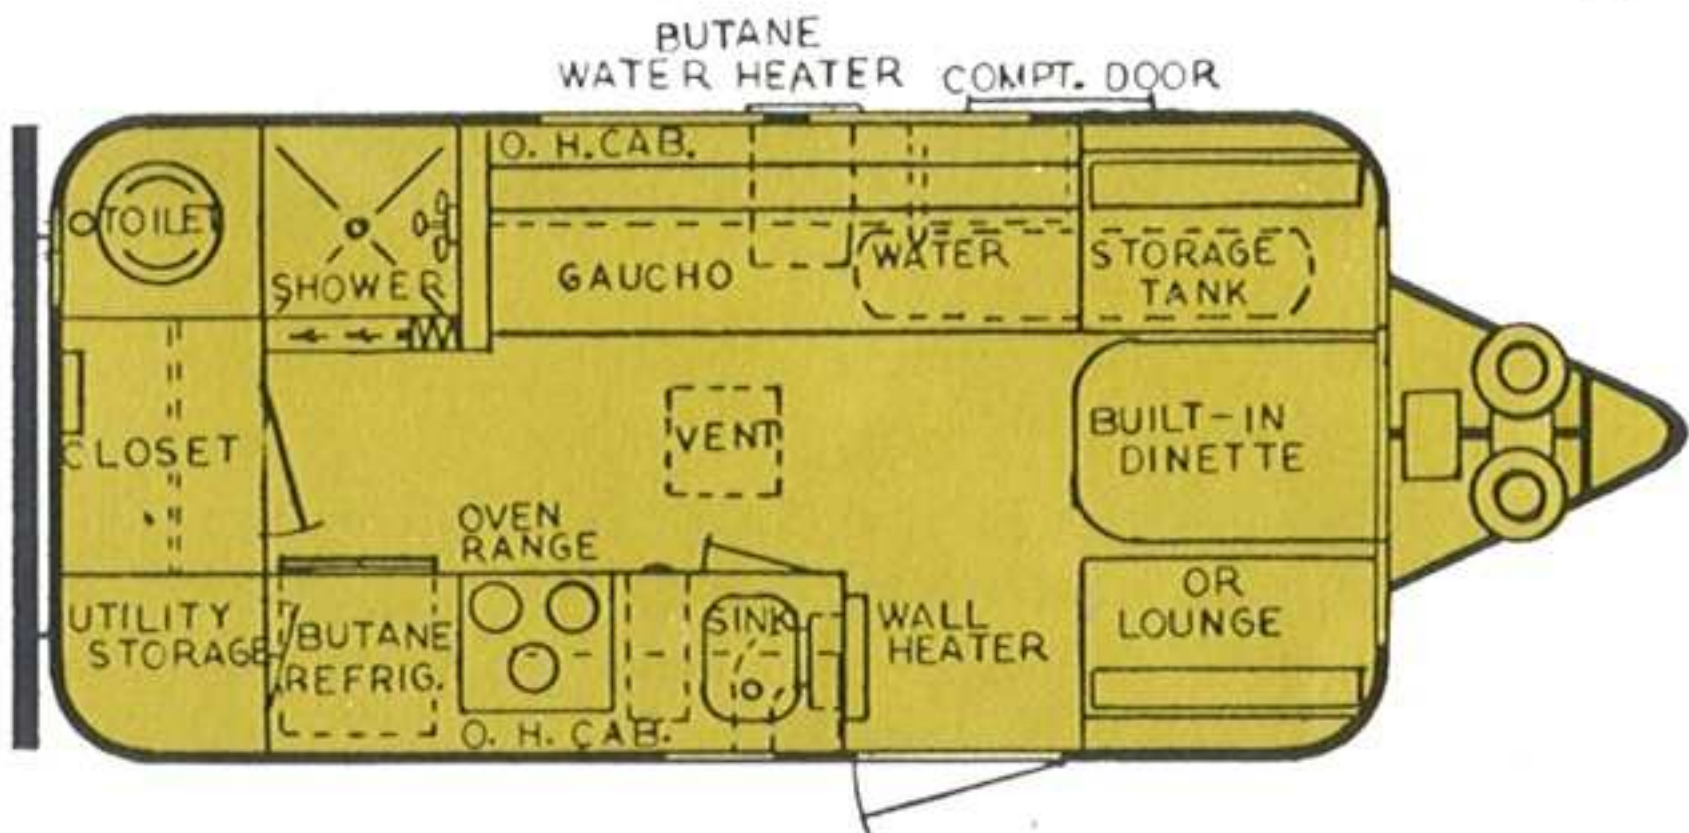 BUTANE
WATER HEATER
COMPT. DOOR
O. H. CAB.
TOILET
SHOWER
GAUCHO
WATER
STORAGE
TANK
CLOSET
VENT
BUILT-IN
DINETTE
OVEN
RANGE
UTILITY
STORAGE
BUTANE
REFRIG.
SINK
WALL
HEATER
OR
LOUNGE
O. H. CAB.